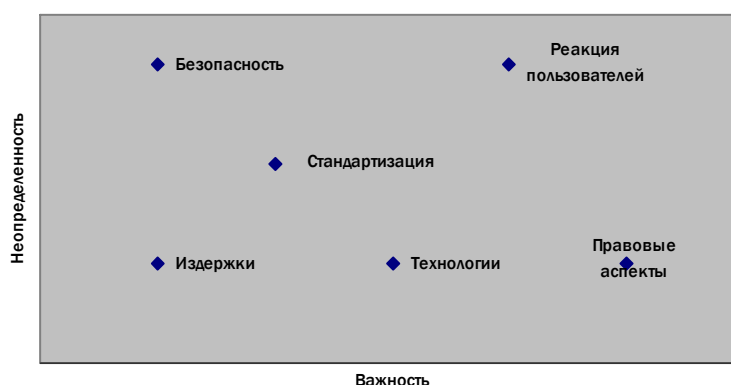 Реакция
пользователей
Безопасность
Стандартизация
Неопределенность
Издержки
Технологии
Правовые
аспекты
Важность